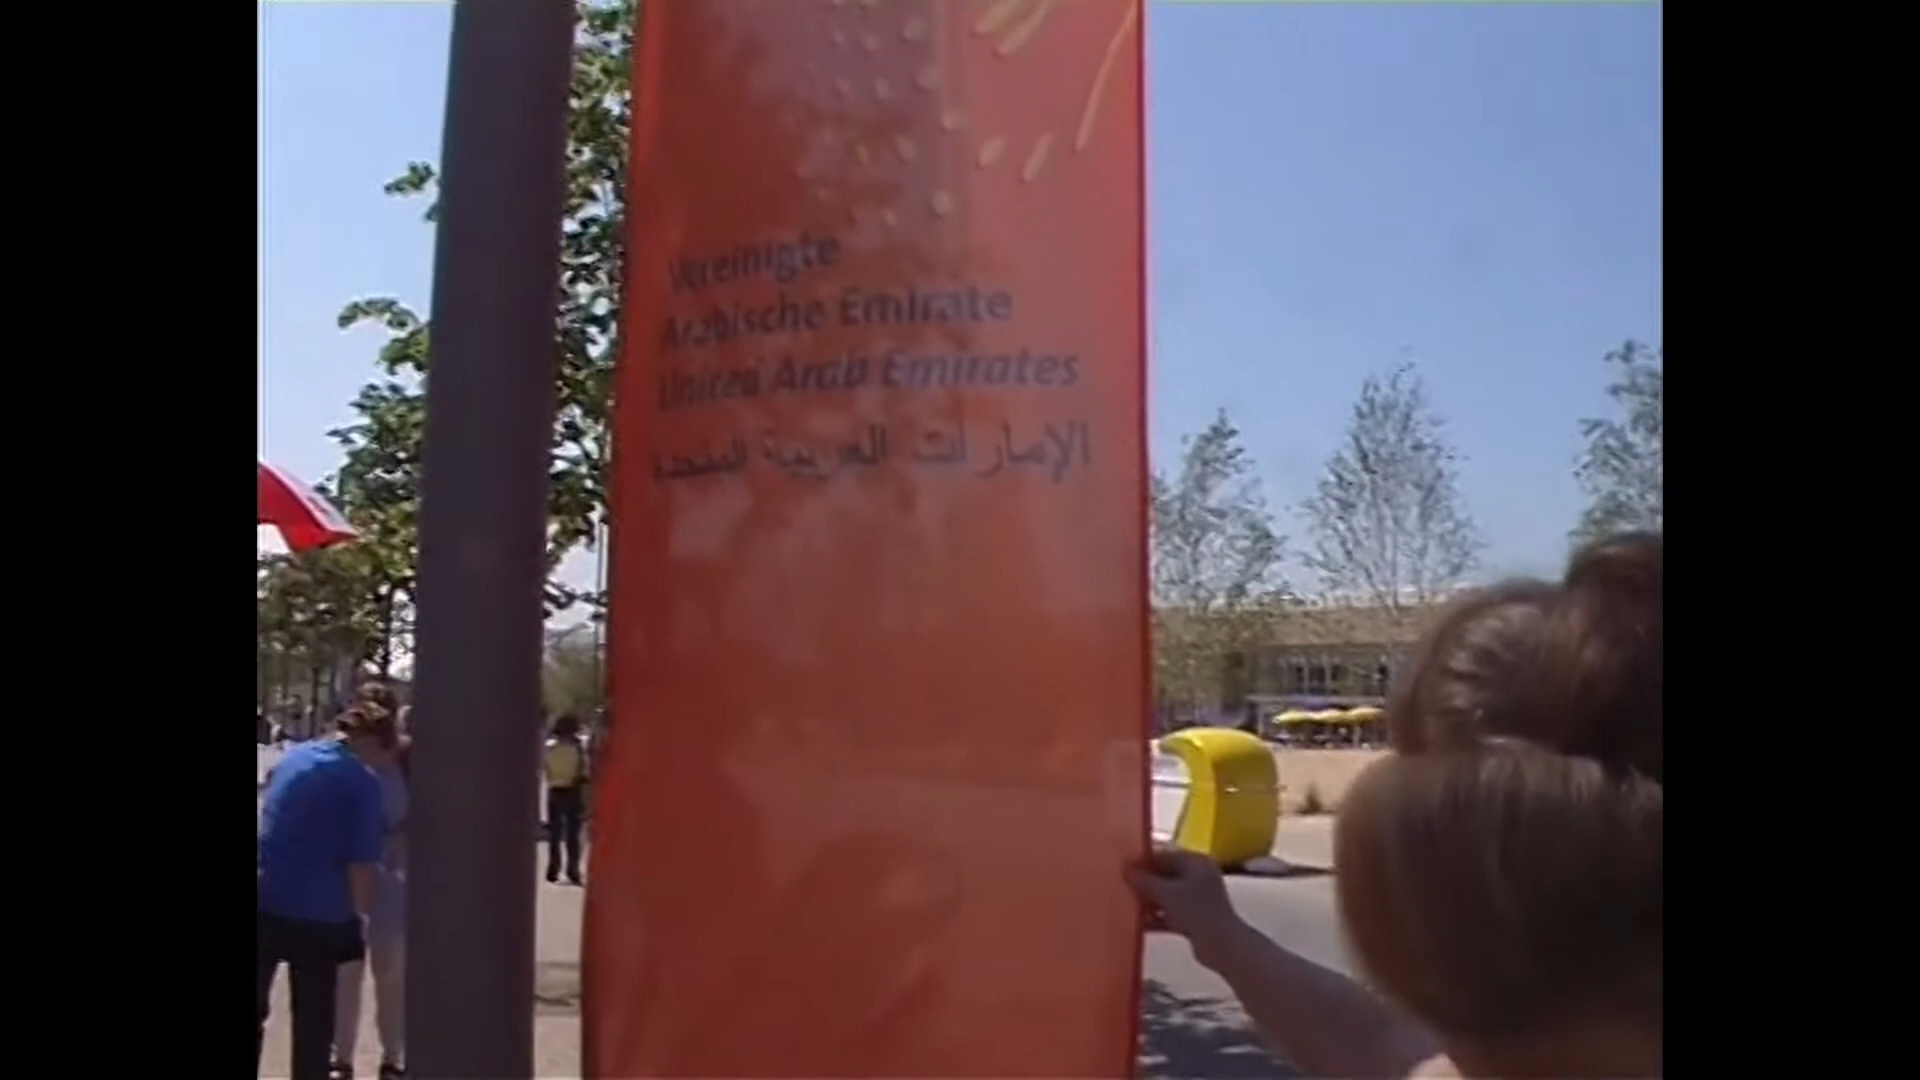 Vereinigte
Arabische Emirate
United Arab Emirates
الإمارات العربية المتحدة